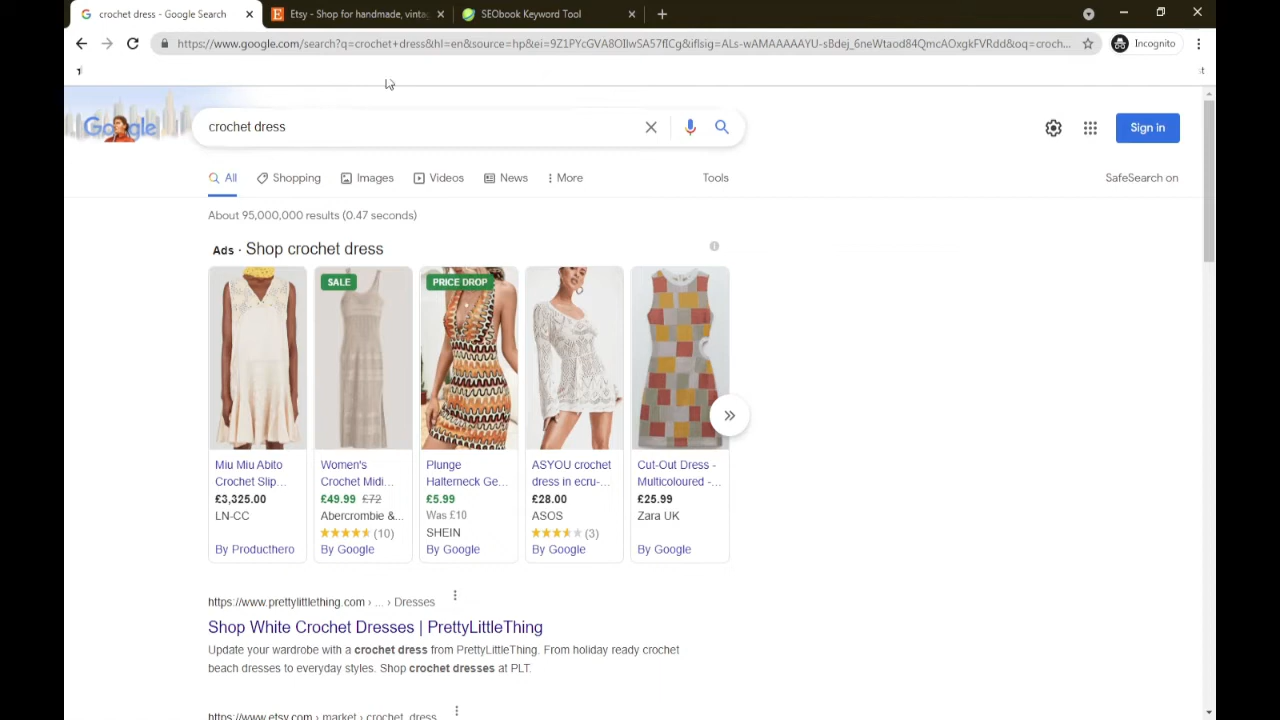 crochet dress - Google Search
Etsy - Shop for handmade, vinta
SEObook Keyword Tool
https://www.google.com/search?q=crochet+dress&hl=en&source=hp&ei=9Z1PYcGVA8OIlwSA57fICg&iflsig=ALs-wAMAAAAAYU-sBdej_6neWtaod84QmcAOxgkFVRdd&oq=croch...
Incognito
Google
crochet dress
Sign in
All
Shopping
Images
Videos
News
More
Tools
SafeSearch on
About 95,000,000 results (0.47 seconds)
Ads · Shop crochet dress
SALE
PRICE DROP
Miu Miu Abito
Crochet Slip...
£3,325.00
LN-CC
By Producthero
Women's
Crochet Midi...
£49.99 £72
Abercrombie &...
(10)
By Google
Plunge
Halterneck Ge...
£5.99
Was £10
SHEIN
By Google
ASYOU crochet
dress in ecru-...
£28.00
ASOS
(3)
By Google
Cut-Out Dress -
Multicoloured -...
£25.99
Zara UK
By Google
https://www.prettylittlething.com › ... › Dresses
Shop White Crochet Dresses | PrettyLittleThing
Update your wardrobe with a crochet dress from PrettyLittleThing. From holiday ready crochet
beach dresses to everyday styles. Shop crochet dresses at PLT.
https://www.etsy.com › market › crochet_dress